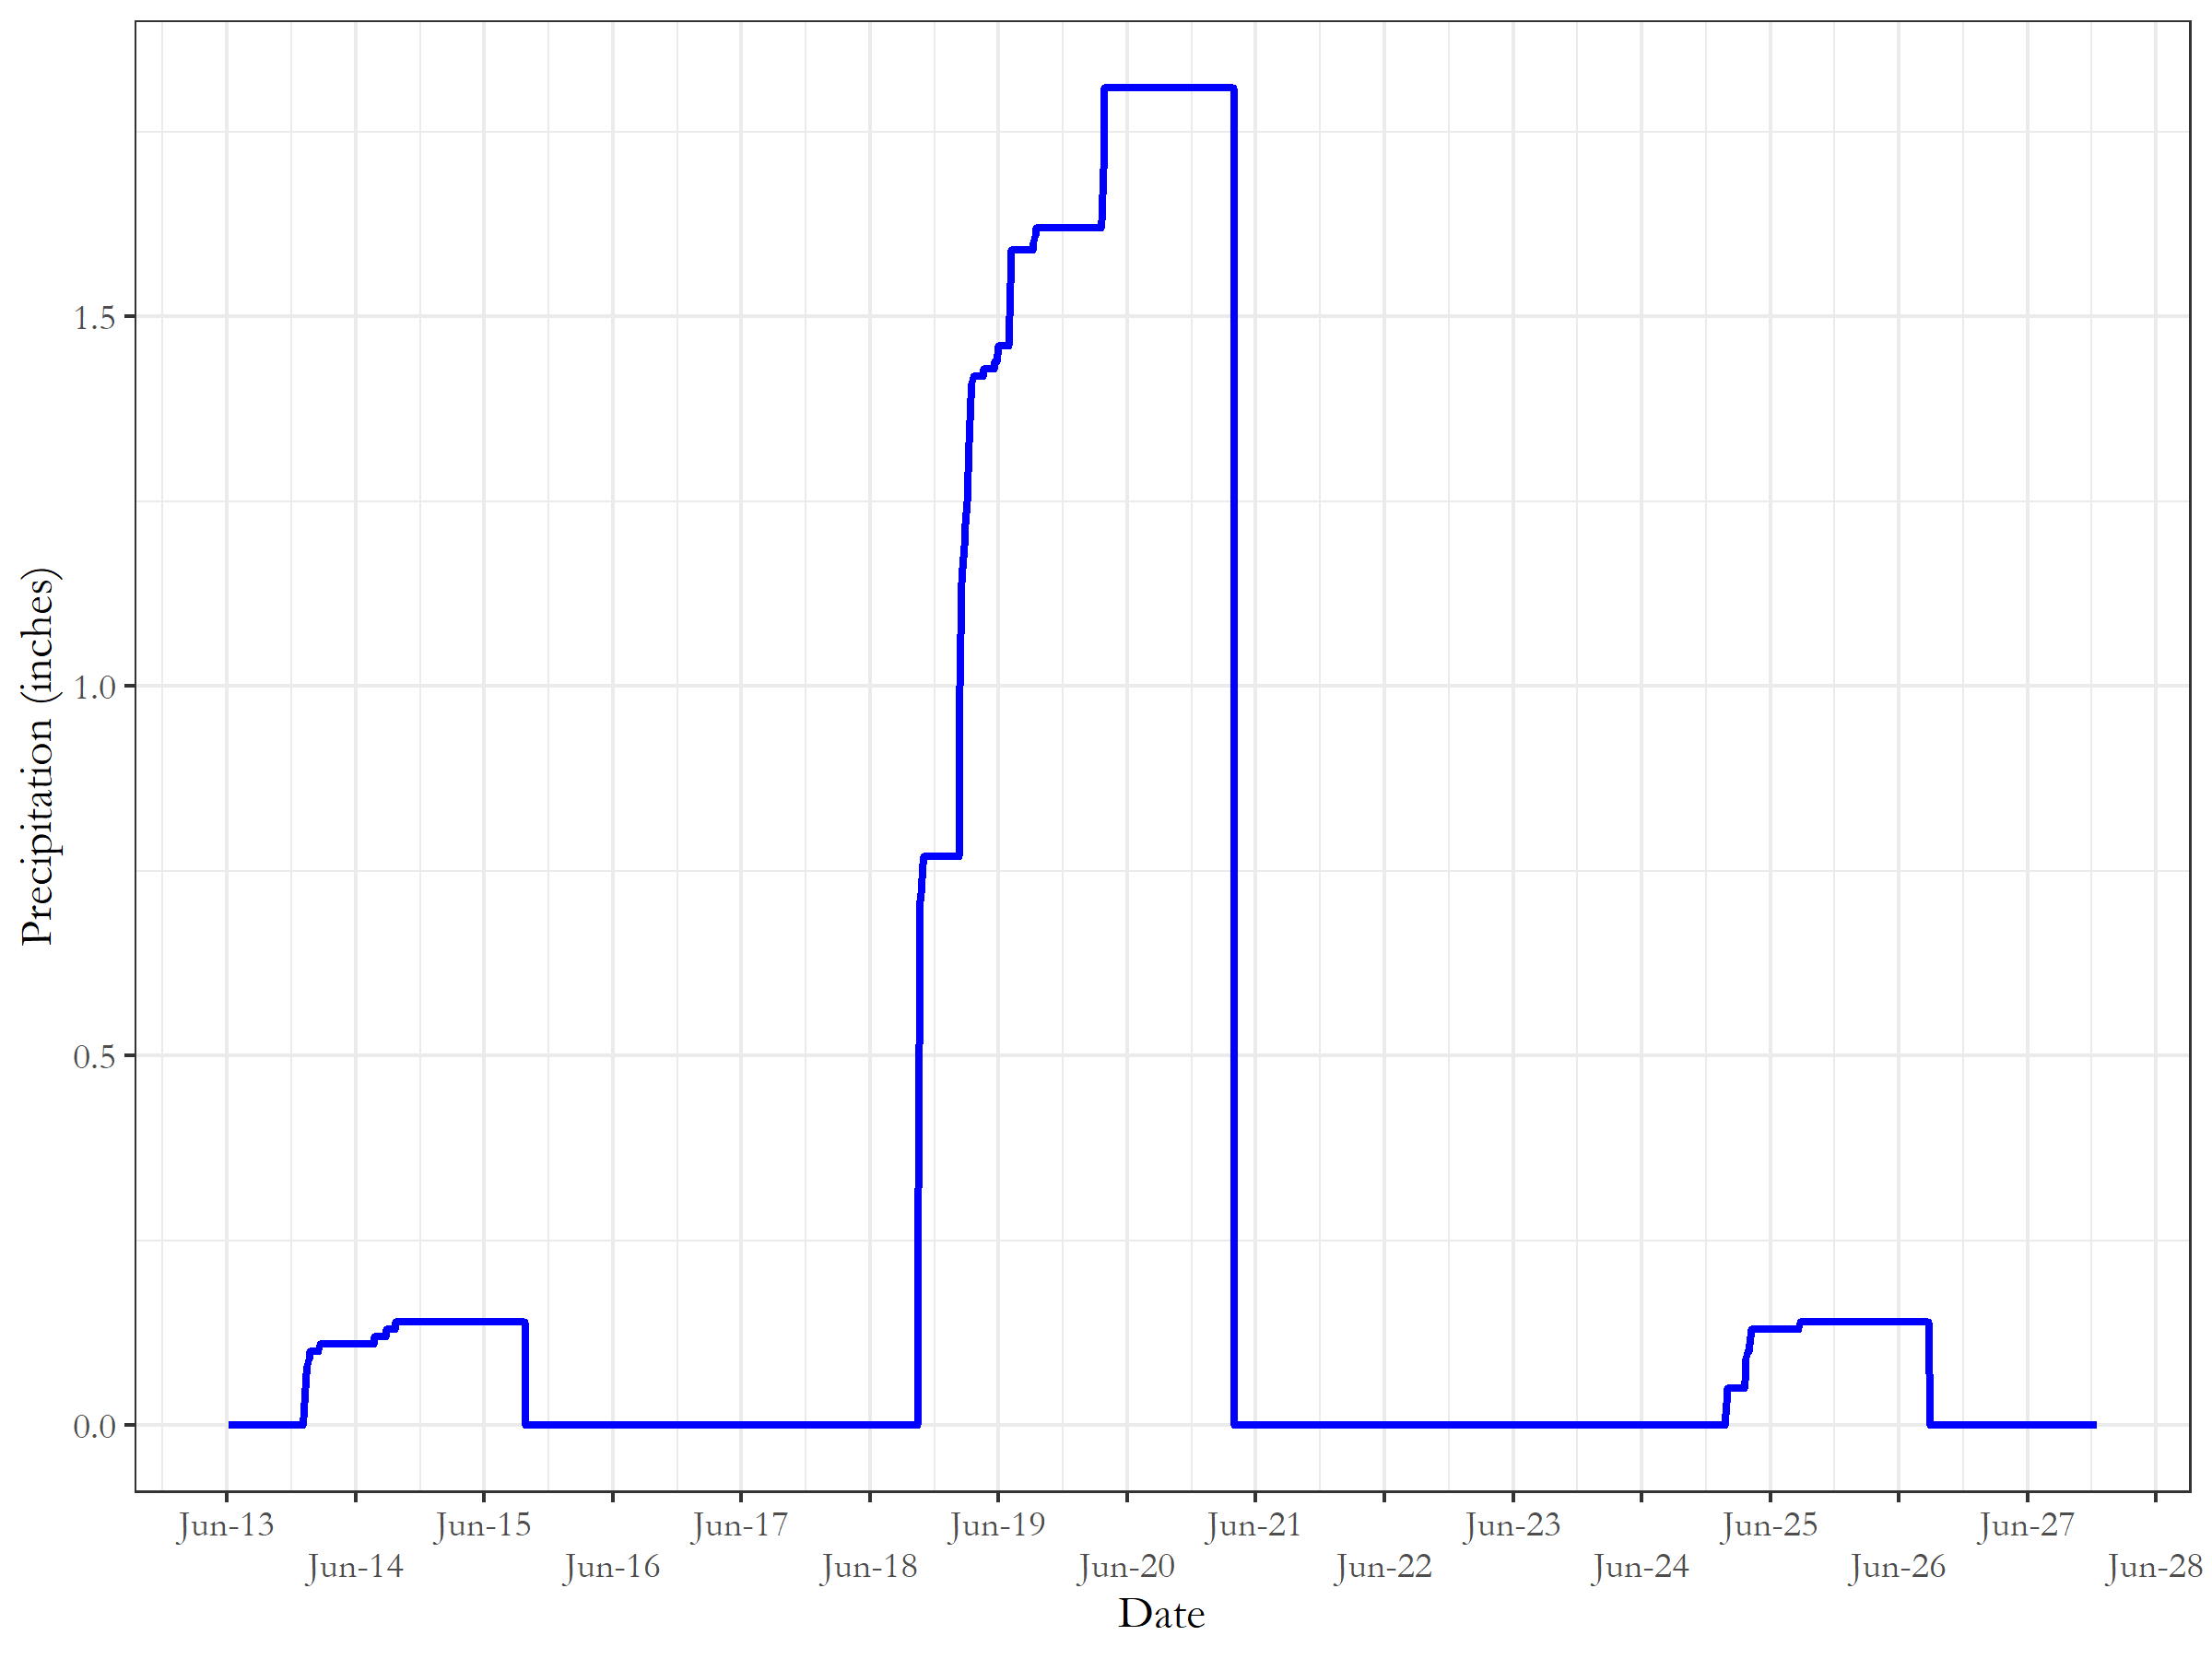 Precipitation (inches)
1.5
1.0
0.5
0.0
Jun-13 Jun-15 Jun-17 Jun-19 Jun-21 Jun-23 Jun-25 Jun-27
Jun-14 Jun-16 Jun-18 Jun-20 Jun-22 Jun-24 Jun-26 Jun-28
Date